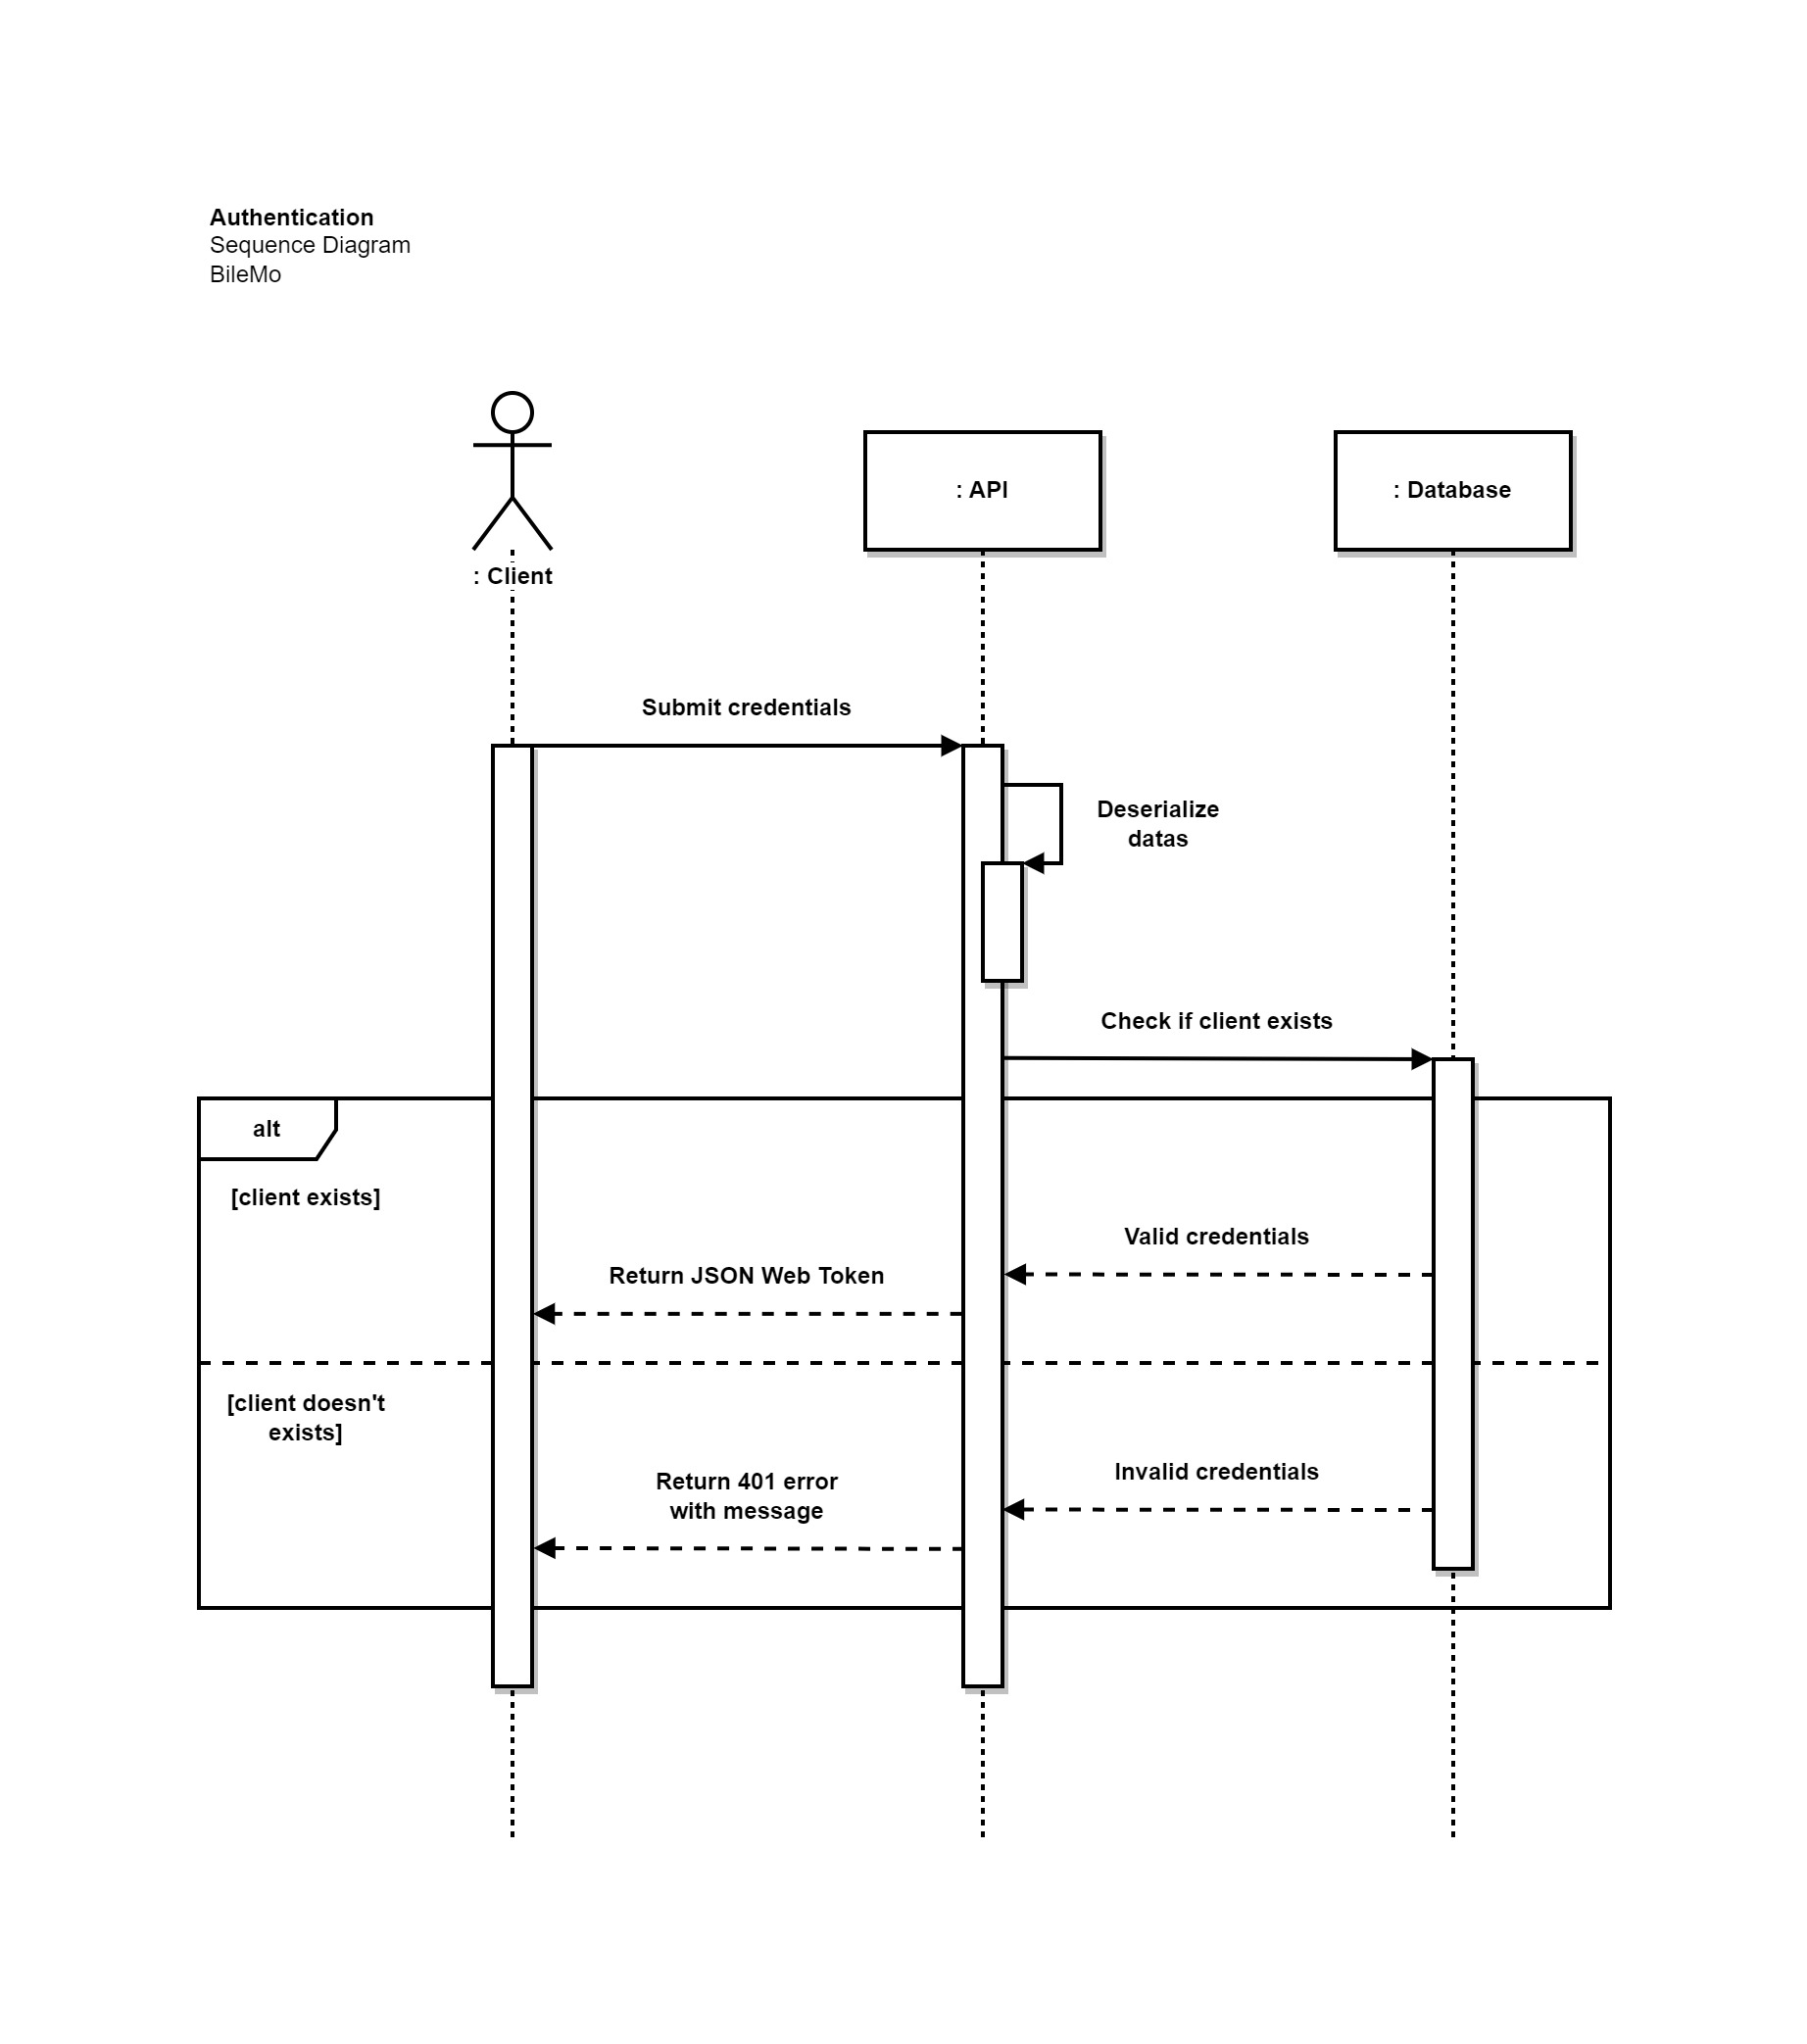 Authentication
Sequence Diagram
BileMo
: Client
: API
: Database
Submit credentials
Deserialize
datas
Check if client exists
alt
[client exists]
Valid credentials
Return JSON Web Token
[client doesn't
exists]
Invalid credentials
Return 401 error
with message